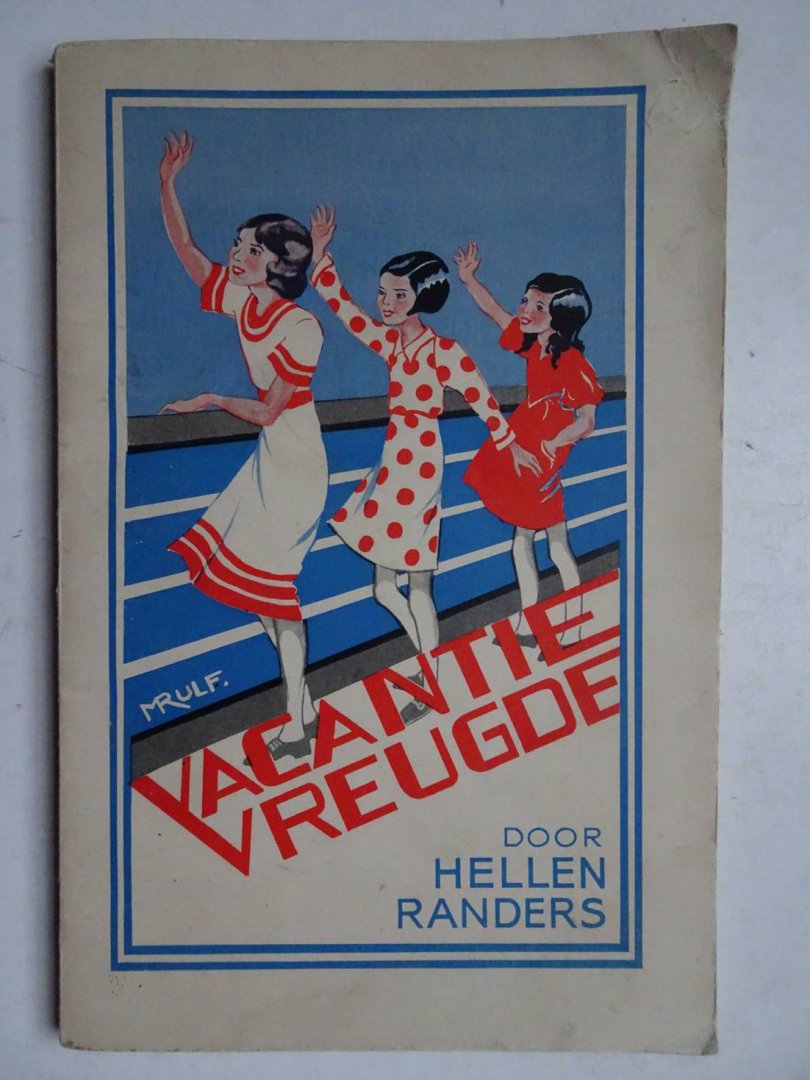 MRULF.
VACANTIE
VREUGDE
DOOR
HELLEN
RANDERS